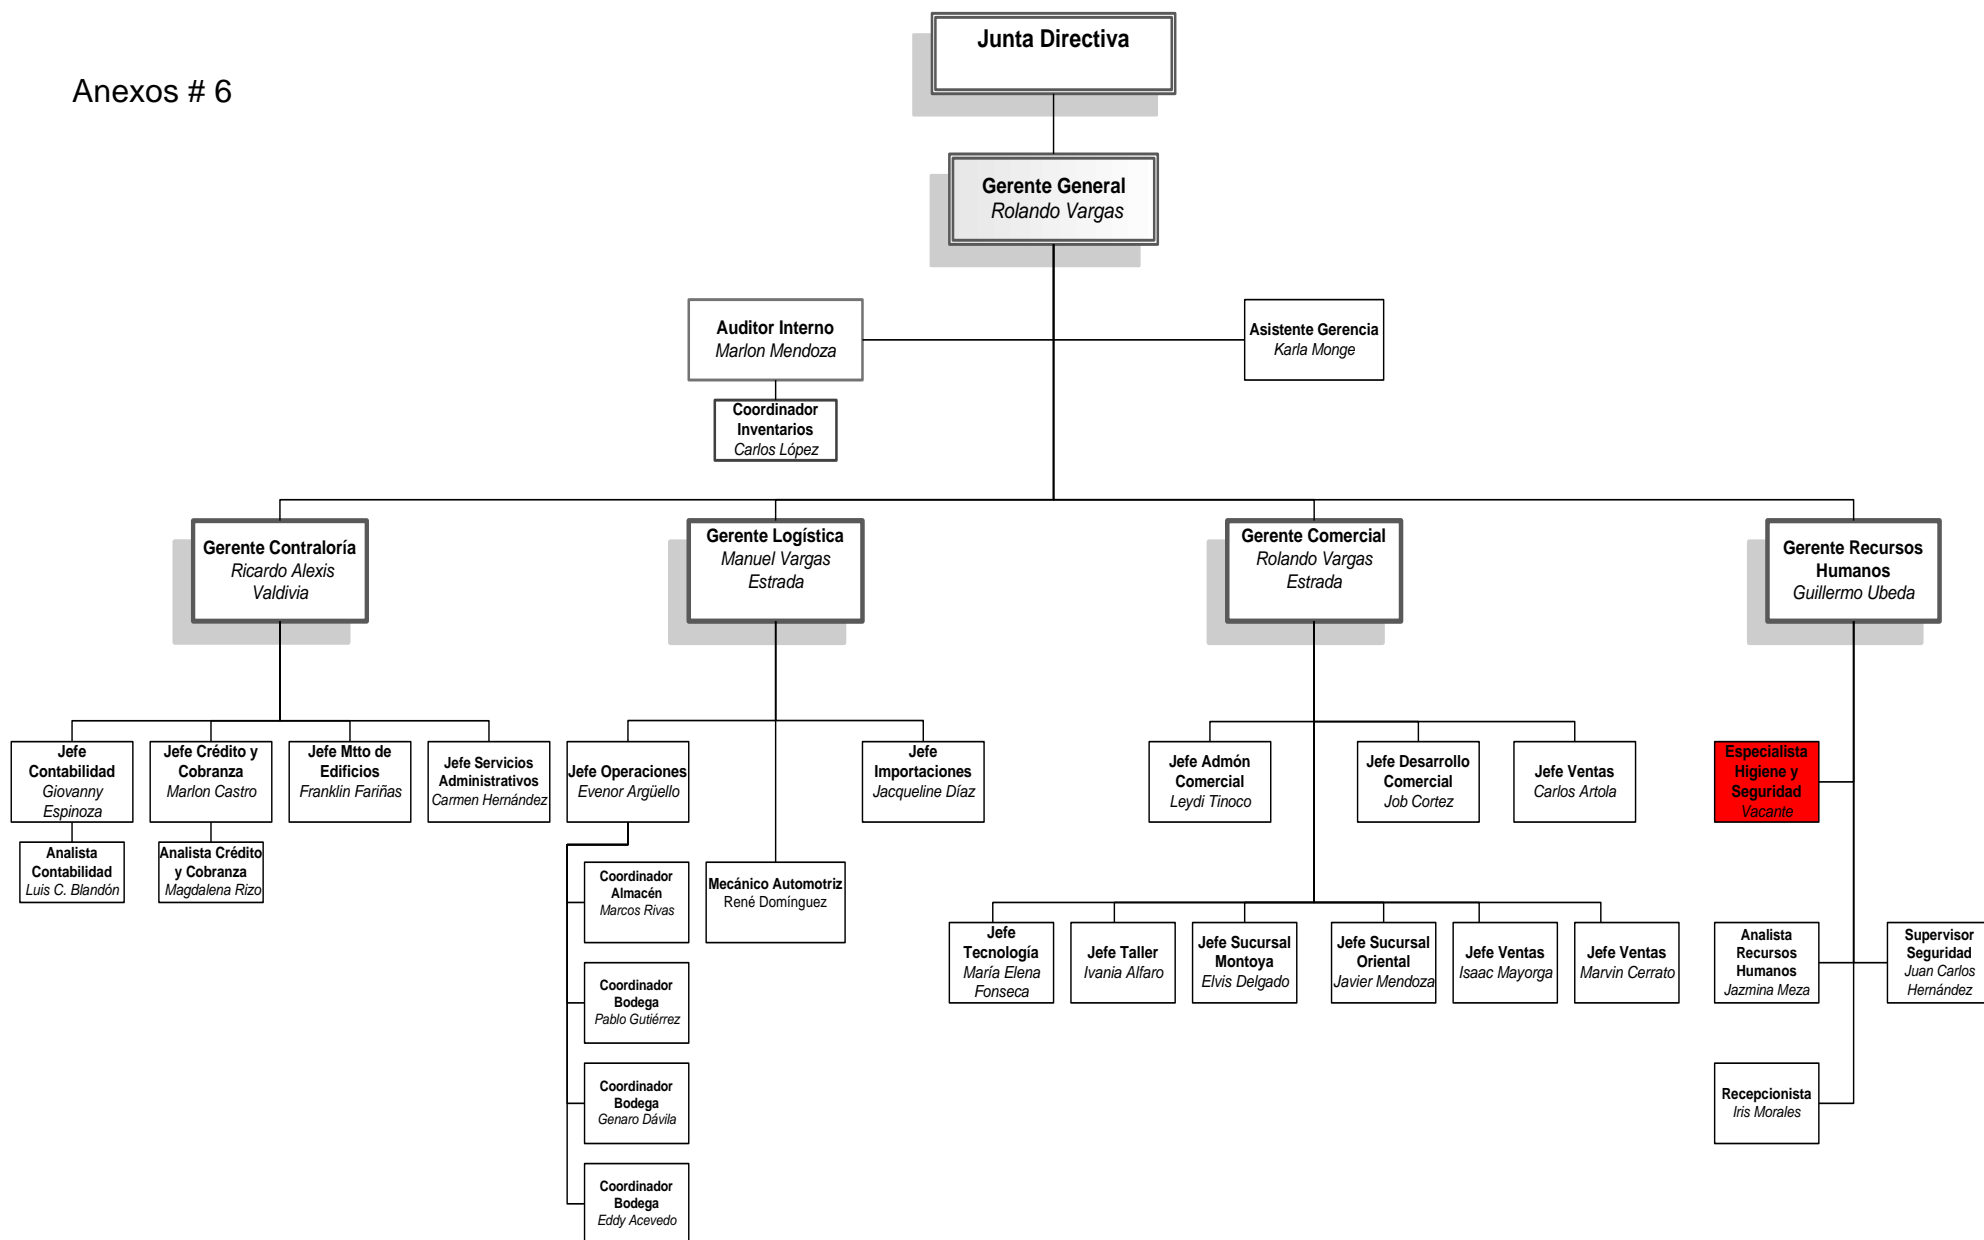 Junta Directiva
Anexos # 6
Gerente General
Rolando Vargas
Auditor Interno
Marlon Mendoza
Asistente Gerencia
Karla Monge
Coordinador
Inventarios
Carlos López
Gerente Contraloría
Ricardo Alexis
Valdivia
Gerente Logística
Manuel Vargas
Estrada
Gerente Comercial
Rolando Vargas
Estrada
Gerente Recursos
Humanos
Guillermo Ubeda
Jefe
Contabilidad
Giovanny
Espinoza
Jefe Crédito y
Cobranza
Marlon Castro
Jefe Mtto de
Edificios
Franklin Fariñas
Jefe Servicios
Administrativos
Carmen Hernández
Jefe Operaciones
Evenor Argüello
Jefe
Importaciones
Jacqueline Díaz
Jefe Admón
Comercial
Leydi Tinoco
Jefe Desarrollo
Comercial
Job Cortez
Jefe Ventas
Carlos Artola
Especialista
Higiene y
Seguridad
Vacante
Analista
Contabilidad
Luis C. Blandón
Analista Crédito
y Cobranza
Magdalena Rizo
Coordinador
Almacén
Marcos Rivas
Mecánico Automotriz
René Domínguez
Jefe
Tecnología
María Elena
Fonseca
Jefe Taller
Ivania Alfaro
Jefe Sucursal
Montoya
Elvis Delgado
Jefe Sucursal
Oriental
Javier Mendoza
Jefe Ventas
Isaac Mayorga
Jefe Ventas
Marvin Cerrato
Analista
Recursos
Humanos
Jazmina Meza
Supervisor
Seguridad
Juan Carlos
Hernández
Coordinador
Bodega
Pablo Gutiérrez
Coordinador
Bodega
Genaro Dávila
Recepcionista
Iris Morales
Coordinador
Bodega
Eddy Acevedo